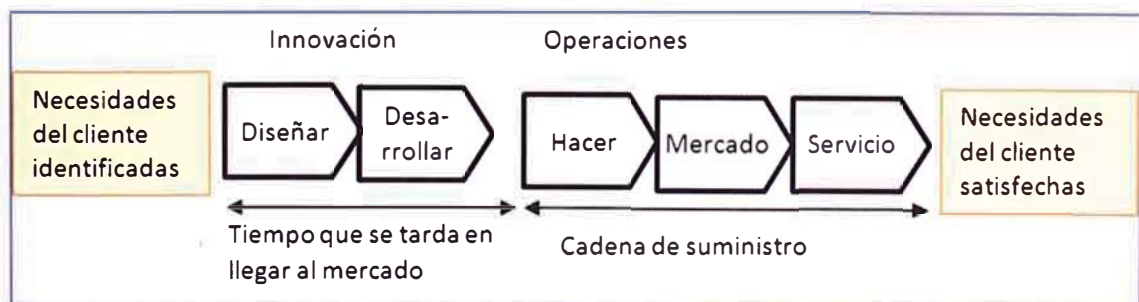 Innovación
Operaciones
Necesidades
del cliente
identificadas
Diseñar
Desa-
rrollar
Hacer
Mercado
Servicio
Necesidades
del cliente
satisfechas
Tiempo que se tarda en
llegar al mercado
Cadena de suministro